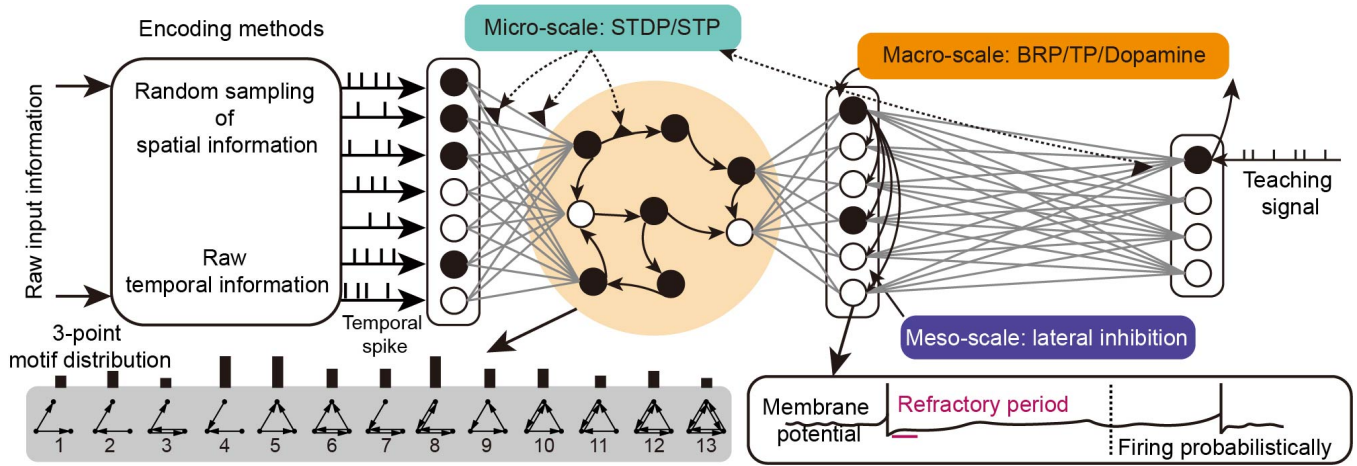 Encoding methods
Micro-scale: STDP/STP
Macro-scale: BRP/TP/Dopamine
Raw input information
Random sampling
of
spatial information
Raw
temporal information
Temporal
spike
Teaching
signal
3-point
motif distribution
Meso-scale: lateral inhibition
1 2 3 4 5 6 7 8 9 10 11 12 13
Membrane
potential
Refractory period
Firing probabilistically